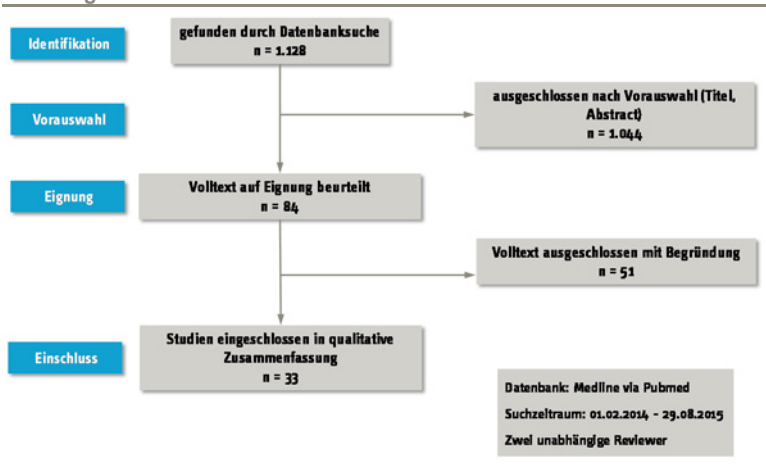 Identifikation
gefunden durch Datenbanksuche
n = 1.128
Vorauswahl
ausgeschlossen nach Vorauswahl (Titel,
Abstract)
n = 1.044
Eignung
Volltext auf Eignung beurteilt
n = 84
Volltext ausgeschlossen mit Begründung
n = 51
Einschluss
Studien eingeschlossen in qualitative
Zusammenfassung
n = 33
Datenbank: Medline via Pubmed
Suchzeitraum: 01.02.2014 - 29.08.2015
Zwei unabhängige Reviewer